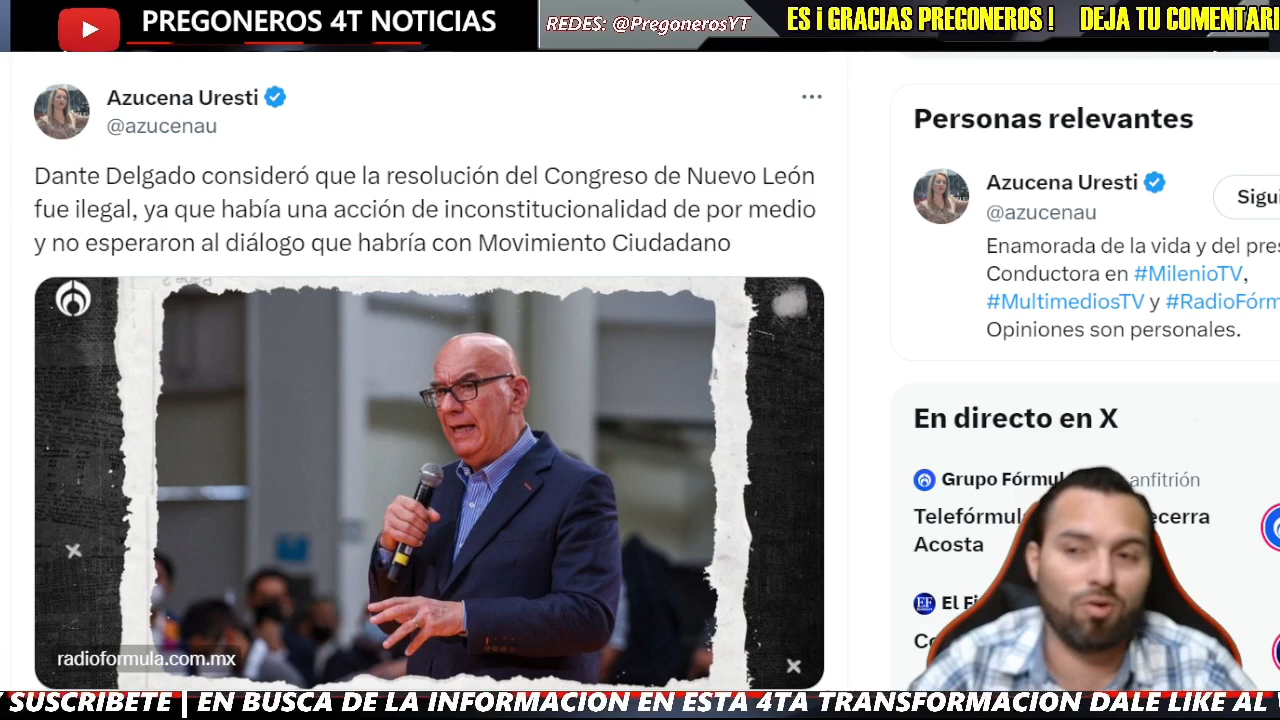 PREGONEROS 4T NOTICIAS
REDES: @PregonerosYT
ES ¡ GRACIAS PREGONEROS !
DEJA TU COMENTARI
Azucena Uresti
@azucenau
Dante Delgado consideró que la resolución del Congreso de Nuevo León
fue ilegal, ya que había una acción de inconstitucionalidad de por medio
y no esperaron al diálogo que habría con Movimiento Ciudadano
radioformula.com.mx
Personas relevantes
Azucena Uresti
Sigui
@azucenau
Enamorada de la vida y del pres
Conductora en #MilenioTV,
#MultimediosTV y #RadioFórm
Opiniones son personales.
En directo en X
Grupo Fórmul anfitrión
Telefórmul ecerra
Acosta
EF El Fi
Co
Y SUSCRIBETE | EN BUSCA DE LA INFORMACION EN ESTA 4TA TRANSFORMACION DALE LIKE AL